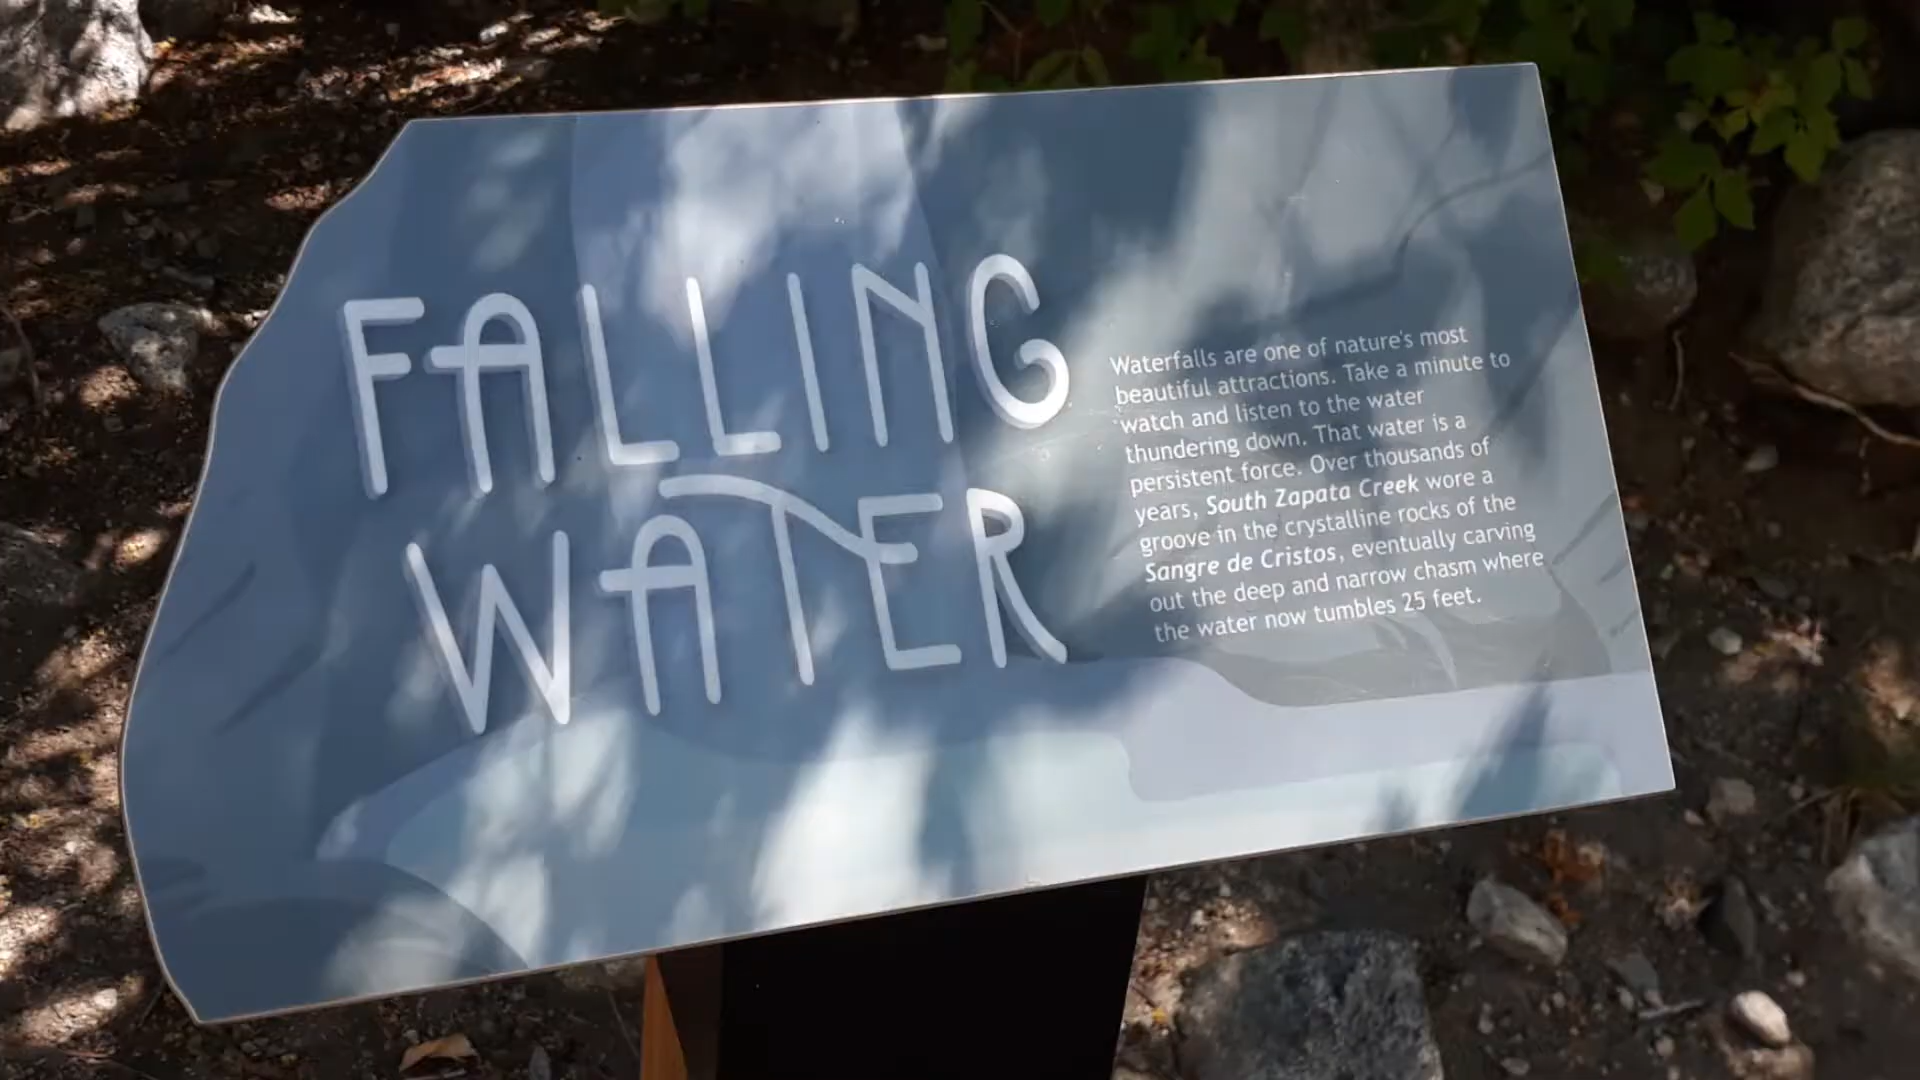 FALLING
WATER
Waterfalls are one of nature's most
beautiful attractions. Take a minute to
watch and listen to the water
thundering down. That water is a
persistent force. Over thousands of
years, South Zapata Creek wore a
groove in the crystalline rocks of the
Sangre de Cristos, eventually carving
out the deep and narrow chasm where
the water now tumbles 25 feet.